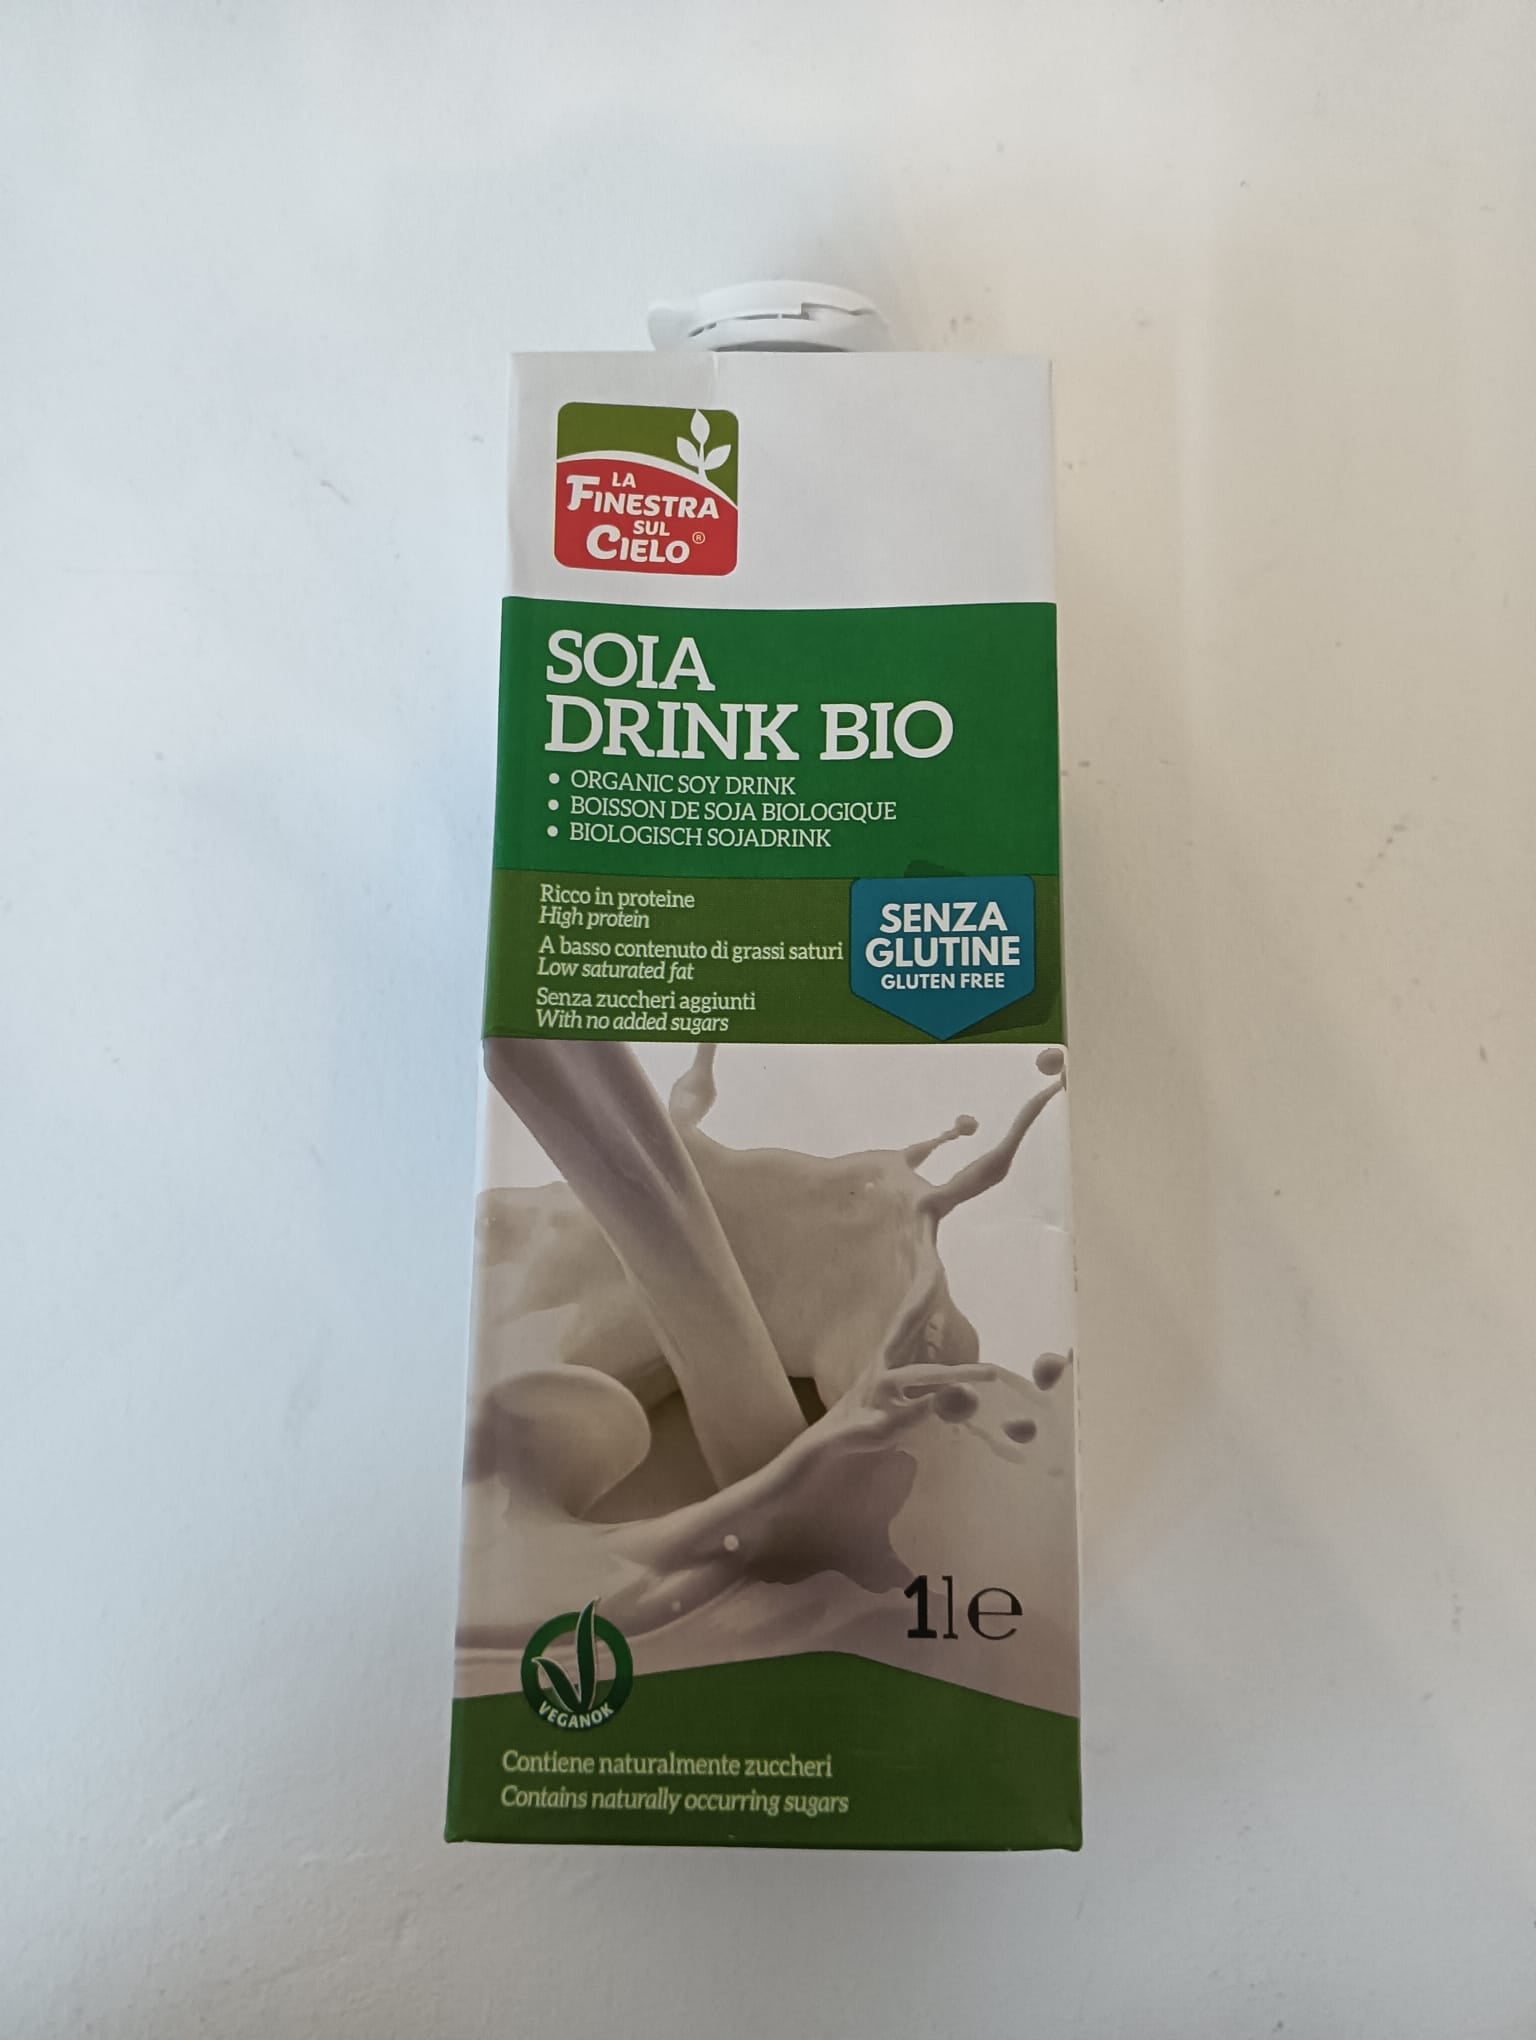 LA
FINESTRA
SUL
CIELO®
SOIA
DRINK BIO
• ORGANIC SOY DRINK
• BOISSON DE SOJA BIOLOGIQUE
• BIOLOGISCH SOJADRINK
Ricco in proteine
High protein
A basso contenuto di grassi saturi
Low saturated fat
Senza zuccheri aggiunti
With no added sugars
SENZA
GLUTINE
GLUTEN FREE
1l e
VEGANOK
Contiene naturalmente zuccheri
Contains naturally occurring sugars